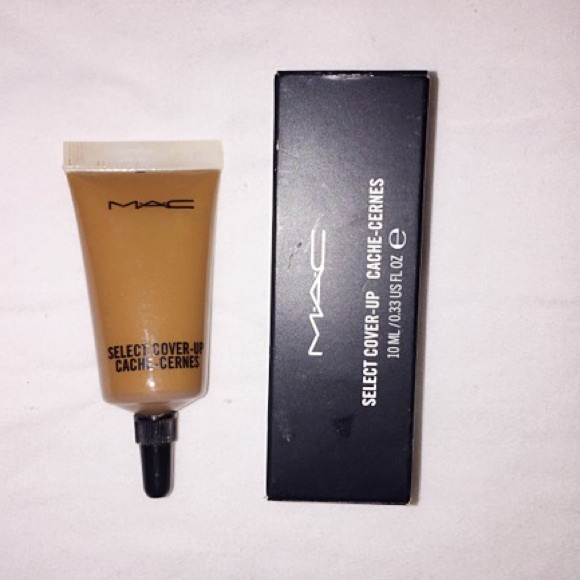 MAC
SELECT COVER-UP
CACHE-CERNES
MAC
SELECT COVER-UP CACHE-CERNES
10 ML / 0.33 US FL OZ ℮